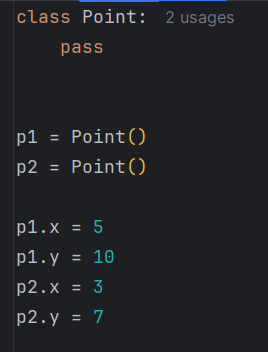 class Point: 2 usages
    pass


p1 = Point()
p2 = Point()

p1.x = 5
p1.y = 10
p2.x = 3
p2.y = 7